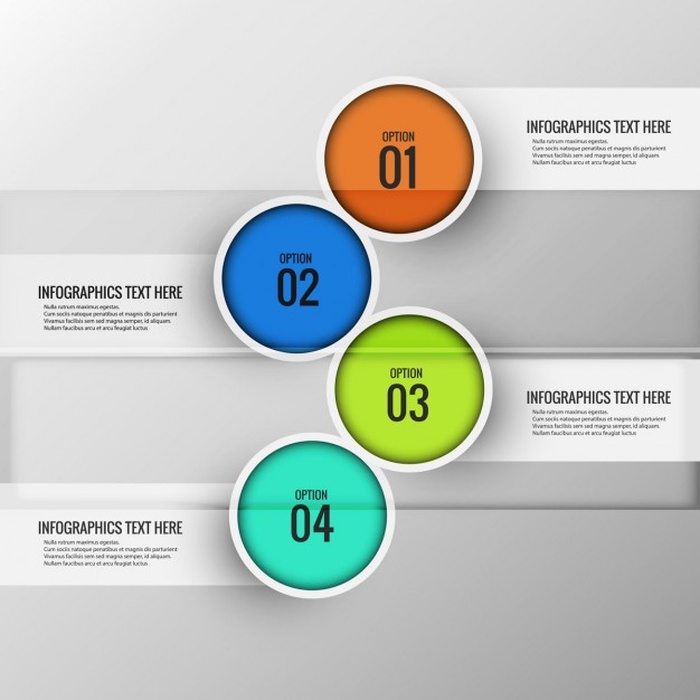 OPTION
01
INFOGRAPHICS TEXT HERE
Nulla rutrum maximus egestas.
Cum sociis natoque penatibus et magnis dis parturient
Vivamus facilisis sem sed magna semper, id aliquam.
Nullam faucibus arcu et arcu feugiat luctus
OPTION
02
INFOGRAPHICS TEXT HERE
Nulla rutrum maximus egestas.
Cum sociis natoque penatibus et magnis dis parturient
Vivamus facilisis sem sed magna semper, id aliquam.
Nullam faucibus arcu et arcu feugiat luctus
OPTION
03
INFOGRAPHICS TEXT HERE
Nulla rutrum maximus egestas.
Cum sociis natoque penatibus et magnis dis parturient
Vivamus facilisis sem sed magna semper, id aliquam.
Nullam faucibus arcu et arcu feugiat luctus
OPTION
04
INFOGRAPHICS TEXT HERE
Nulla rutrum maximus egestas.
Cum sociis natoque penatibus et magnis dis parturient
Vivamus facilisis sem sed magna semper, id aliquam.
Nullam faucibus arcu et arcu feugiat luctus